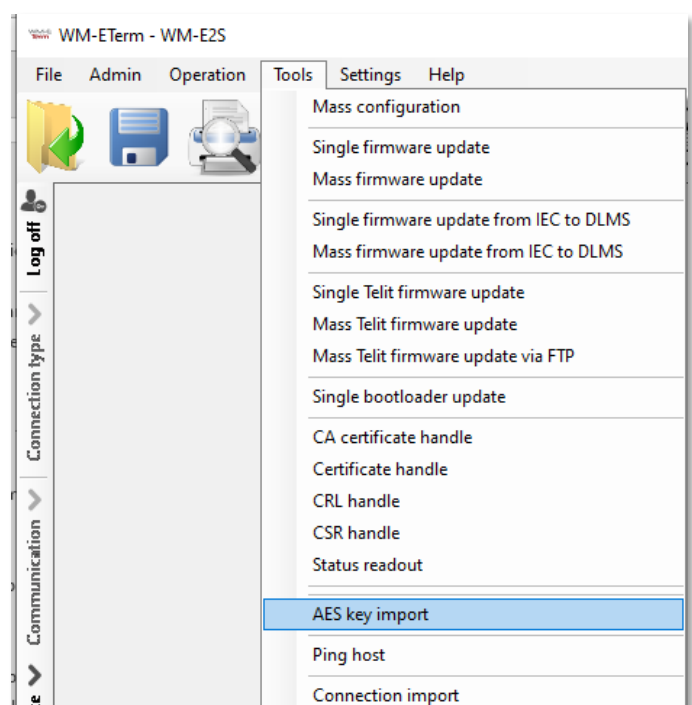 WM-ETerm - WM-E2S
File Admin Operation Tools Settings Help
Mass configuration
Single firmware update
Mass firmware update
Single firmware update from IEC to DLMS
Mass firmware update from IEC to DLMS
Single Telit firmware update
Mass Telit firmware update
Mass Telit firmware update via FTP
Single bootloader update
CA certificate handle
Certificate handle
CRL handle
CSR handle
Status readout
AES key import
Ping host
Connection import
Log off
Connection type
Communication